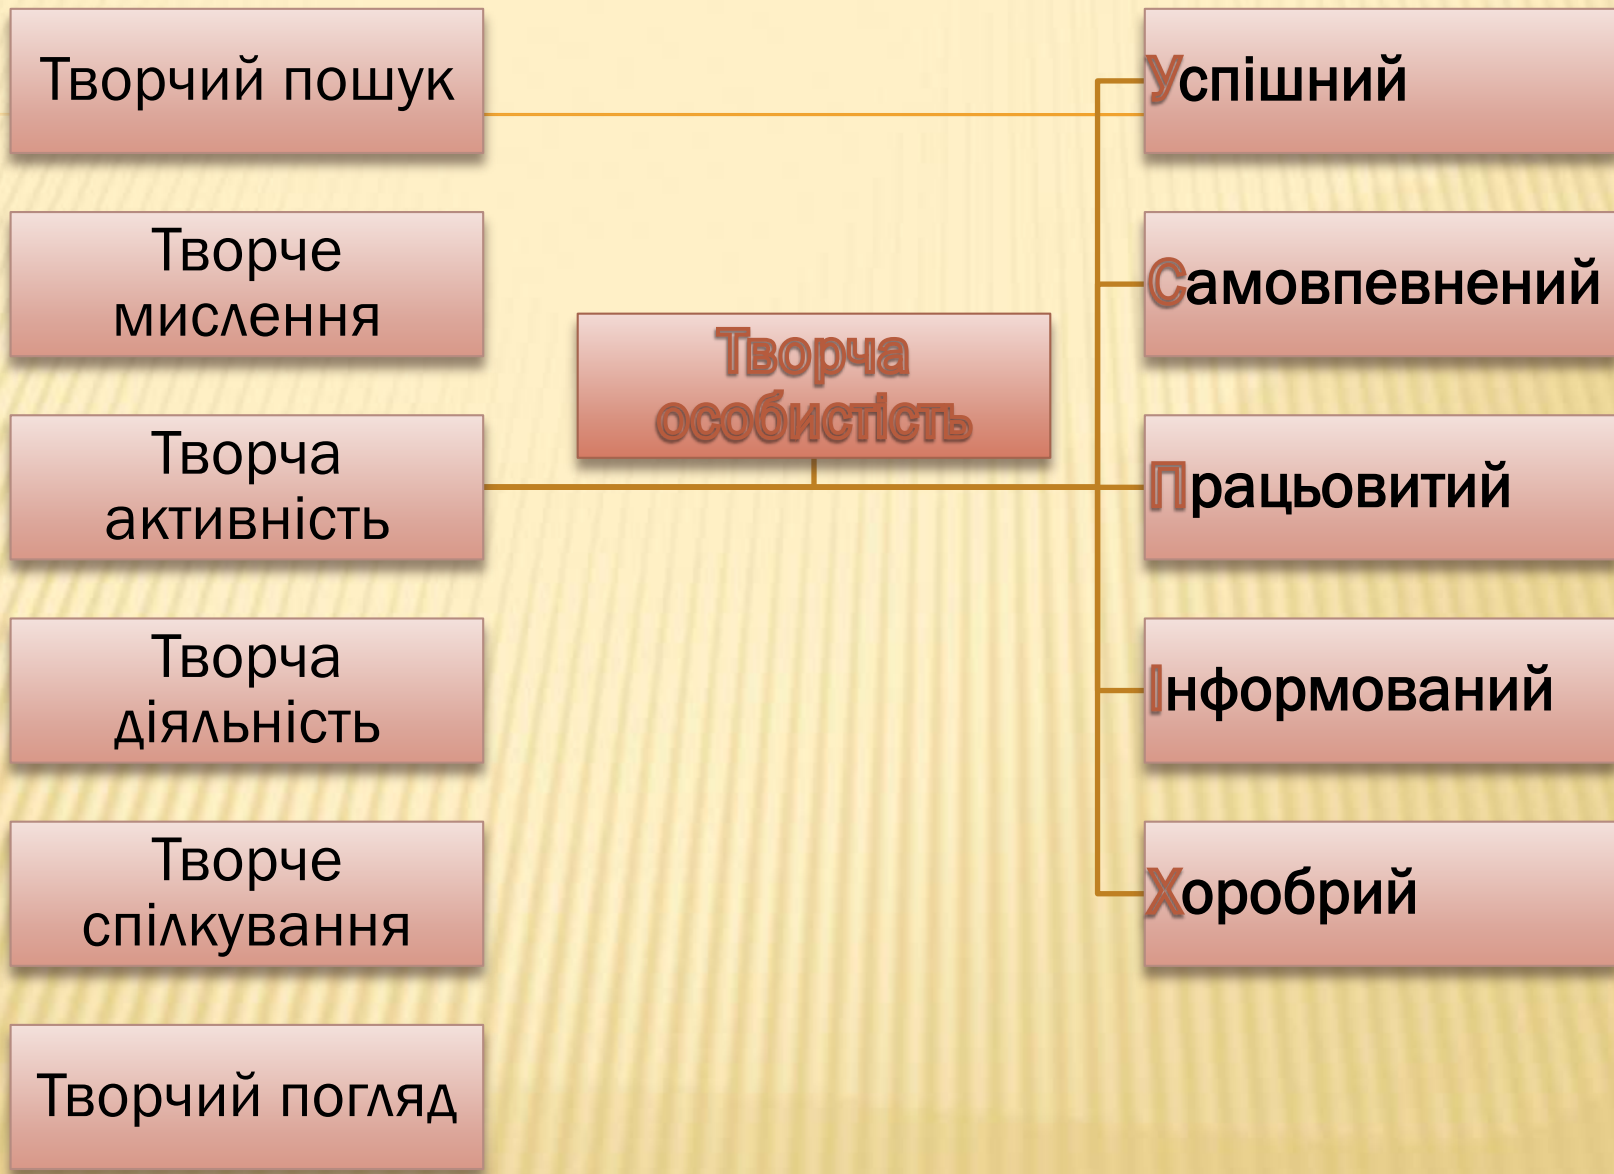 Творчий пошук
Творче
мислення
Творча
активність
Творча
діяльність
Творче
спілкування
Творчий погляд
Творча
особистість
Успішний
Самовпевнений
Працьовитий
Інформований
Хоробрий